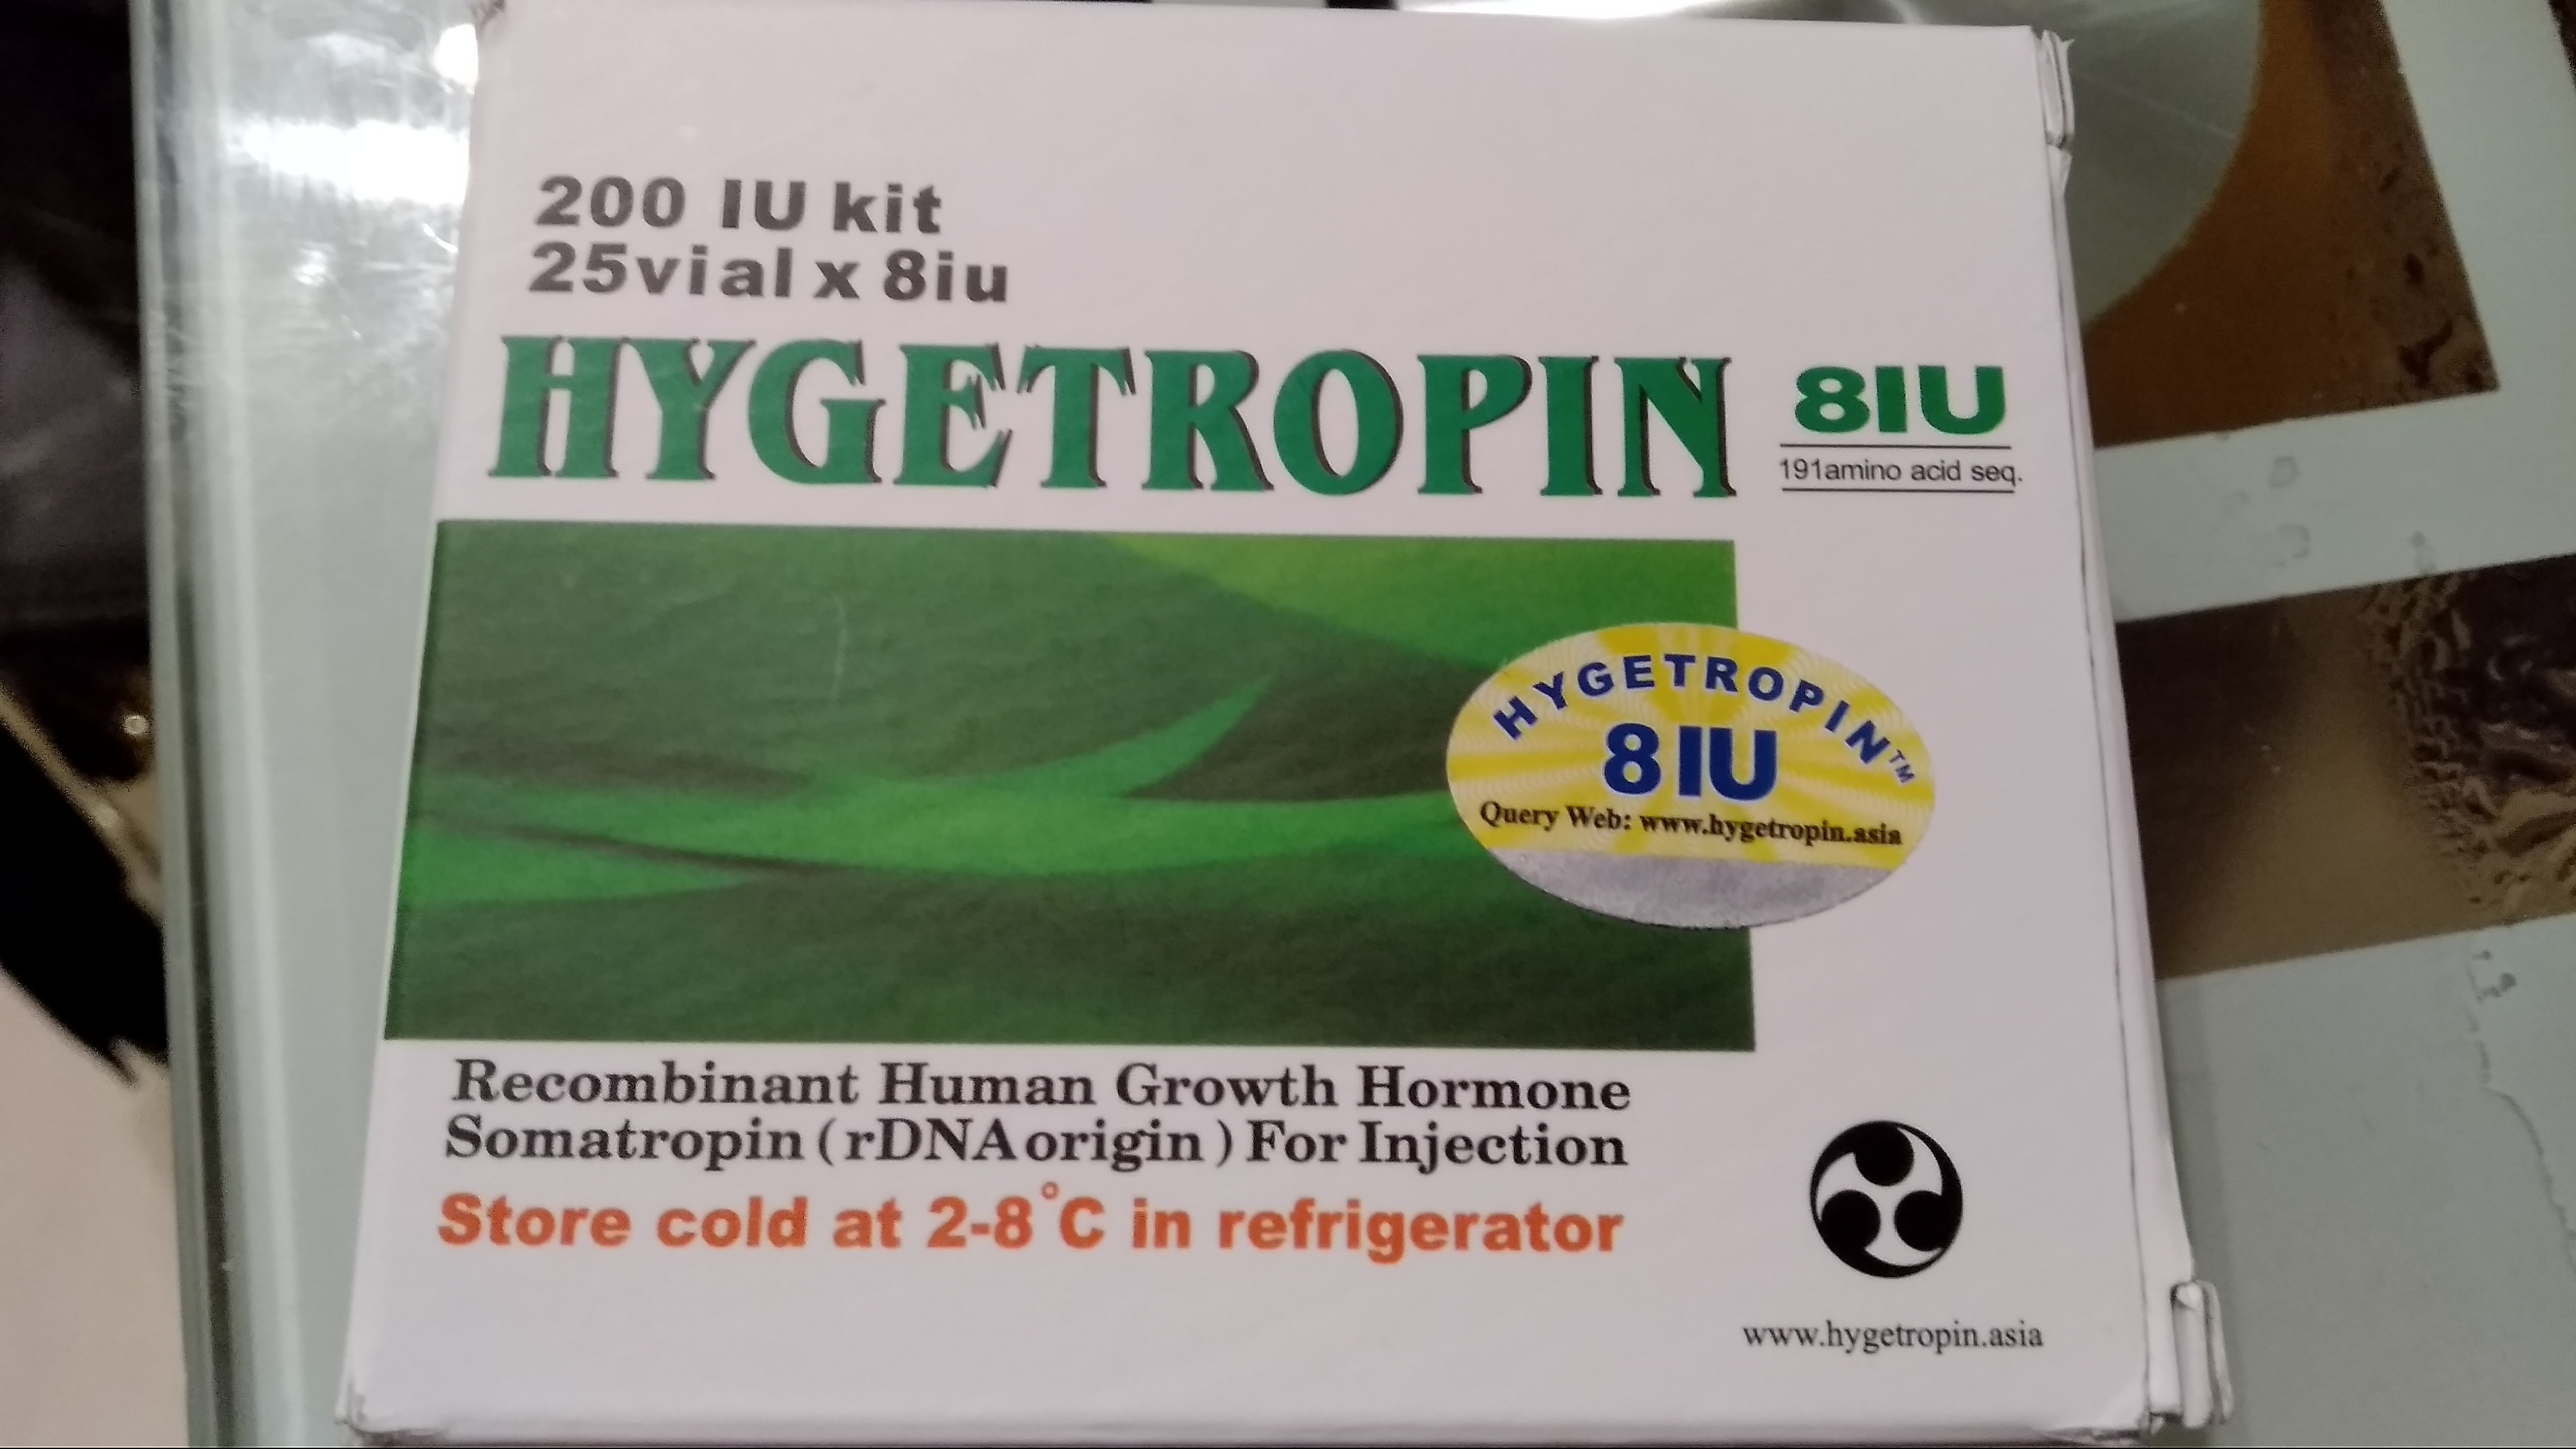 200 IU kit
25vial x 8iu
HYGETROPIN
8IU
191amino acid seq.
HYGETROPIN™
8IU
Query Web: www.hygetropin.asia
Recombinant Human Growth Hormone
Somatropin (rDNA origin) For Injection
Store cold at 2-8°C in refrigerator
www.hygetropin.asia